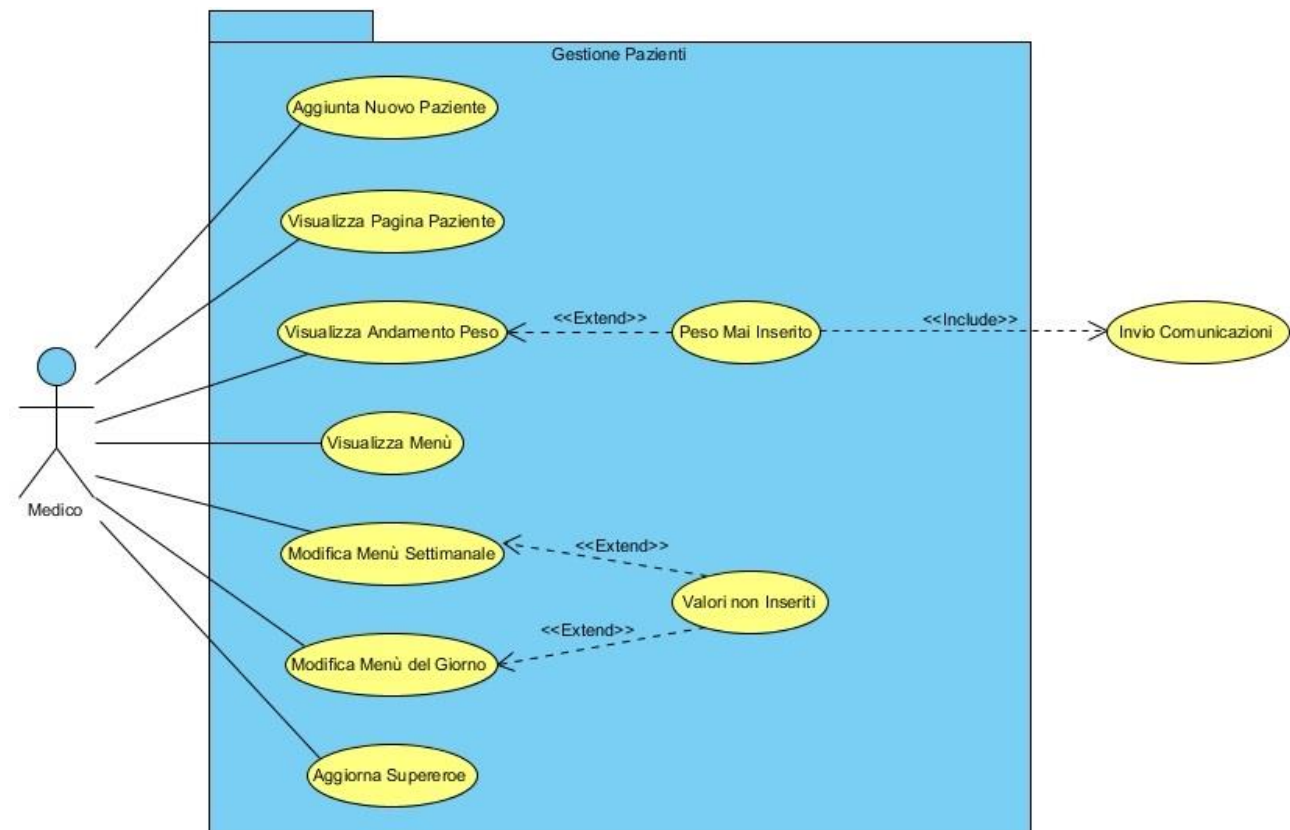 Gestione Pazienti
Aggiunta Nuovo Paziente
Visualizza Pagina Paziente
Visualizza Andamento Peso
<<Extend>>
Peso Mai Inserito
<<Include>>
Invio Comunicazioni
Visualizza Menù
Medico
Modifica Menù Settimanale
<<Extend>>
Valori non Inseriti
<<Extend>>
Modifica Menù del Giorno
Aggiorna Supereroe